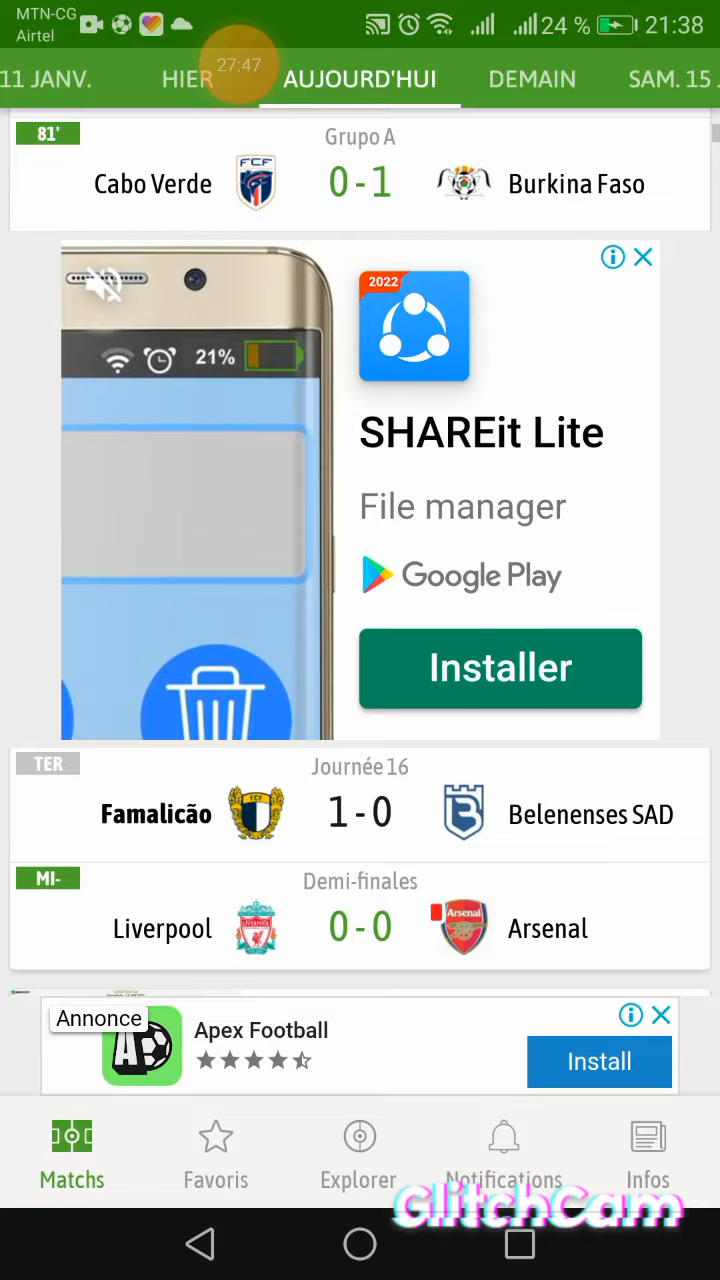 MTN-CG
Airtel
24 %
21:38
27:47
11 JANV.
HIER
AUJOURD'HUI
DEMAIN
SAM. 15
81'
Grupo A
Cabo Verde
FCF
0 - 1
Burkina Faso
21%
2022
SHAREit Lite
File manager
Google Play
Installer
TER
Journée 16
Famalicão
FCF
1 - 0
Belenenses SAD
MI-
Demi-finales
Liverpool
0 - 0
Arsenal
Arsenal
Annonce
Apex Football
Install
Matchs
Favoris
Explorer
Notifications
Infos
GlitchCam